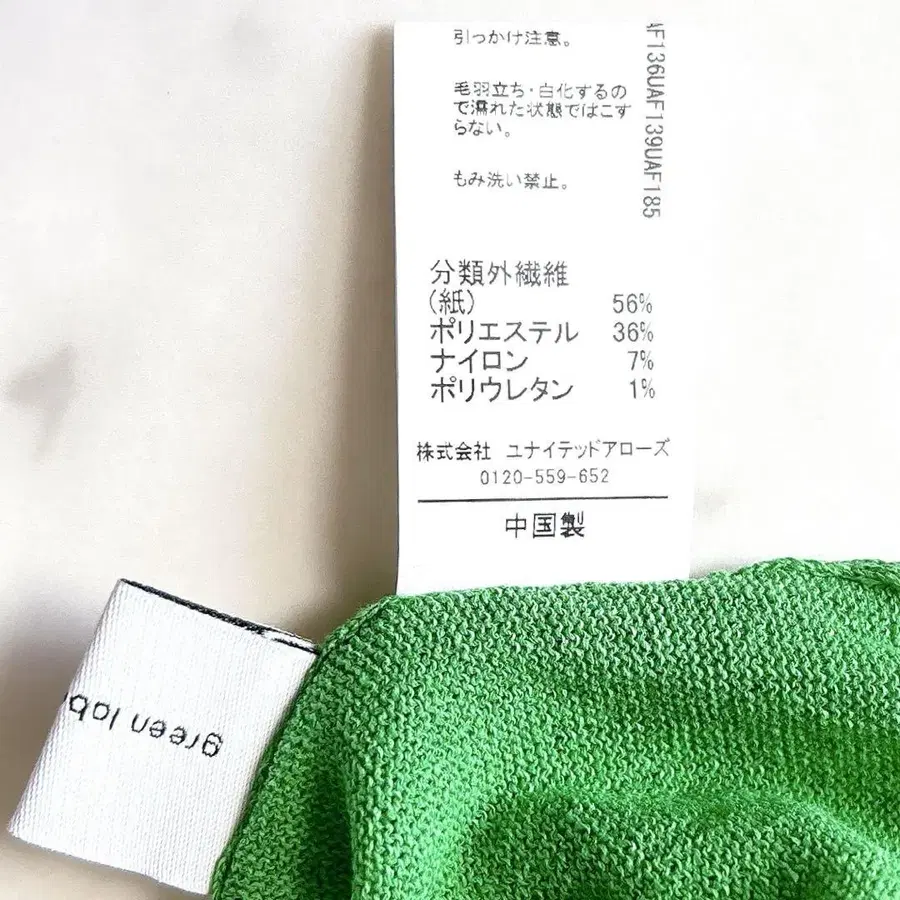 引っかけ注意。
毛羽立ち・白化するの
で濡れた状態ではこす
らない。
もみ洗い禁止。
F136UAF139UAF185
分類外繊維
(紙) 56%
ポリエステル 36%
ナイロン 7%
ポリウレタン 1%
株式会社 ユナイテッドアローズ
0120-559-652
中国製
green lab